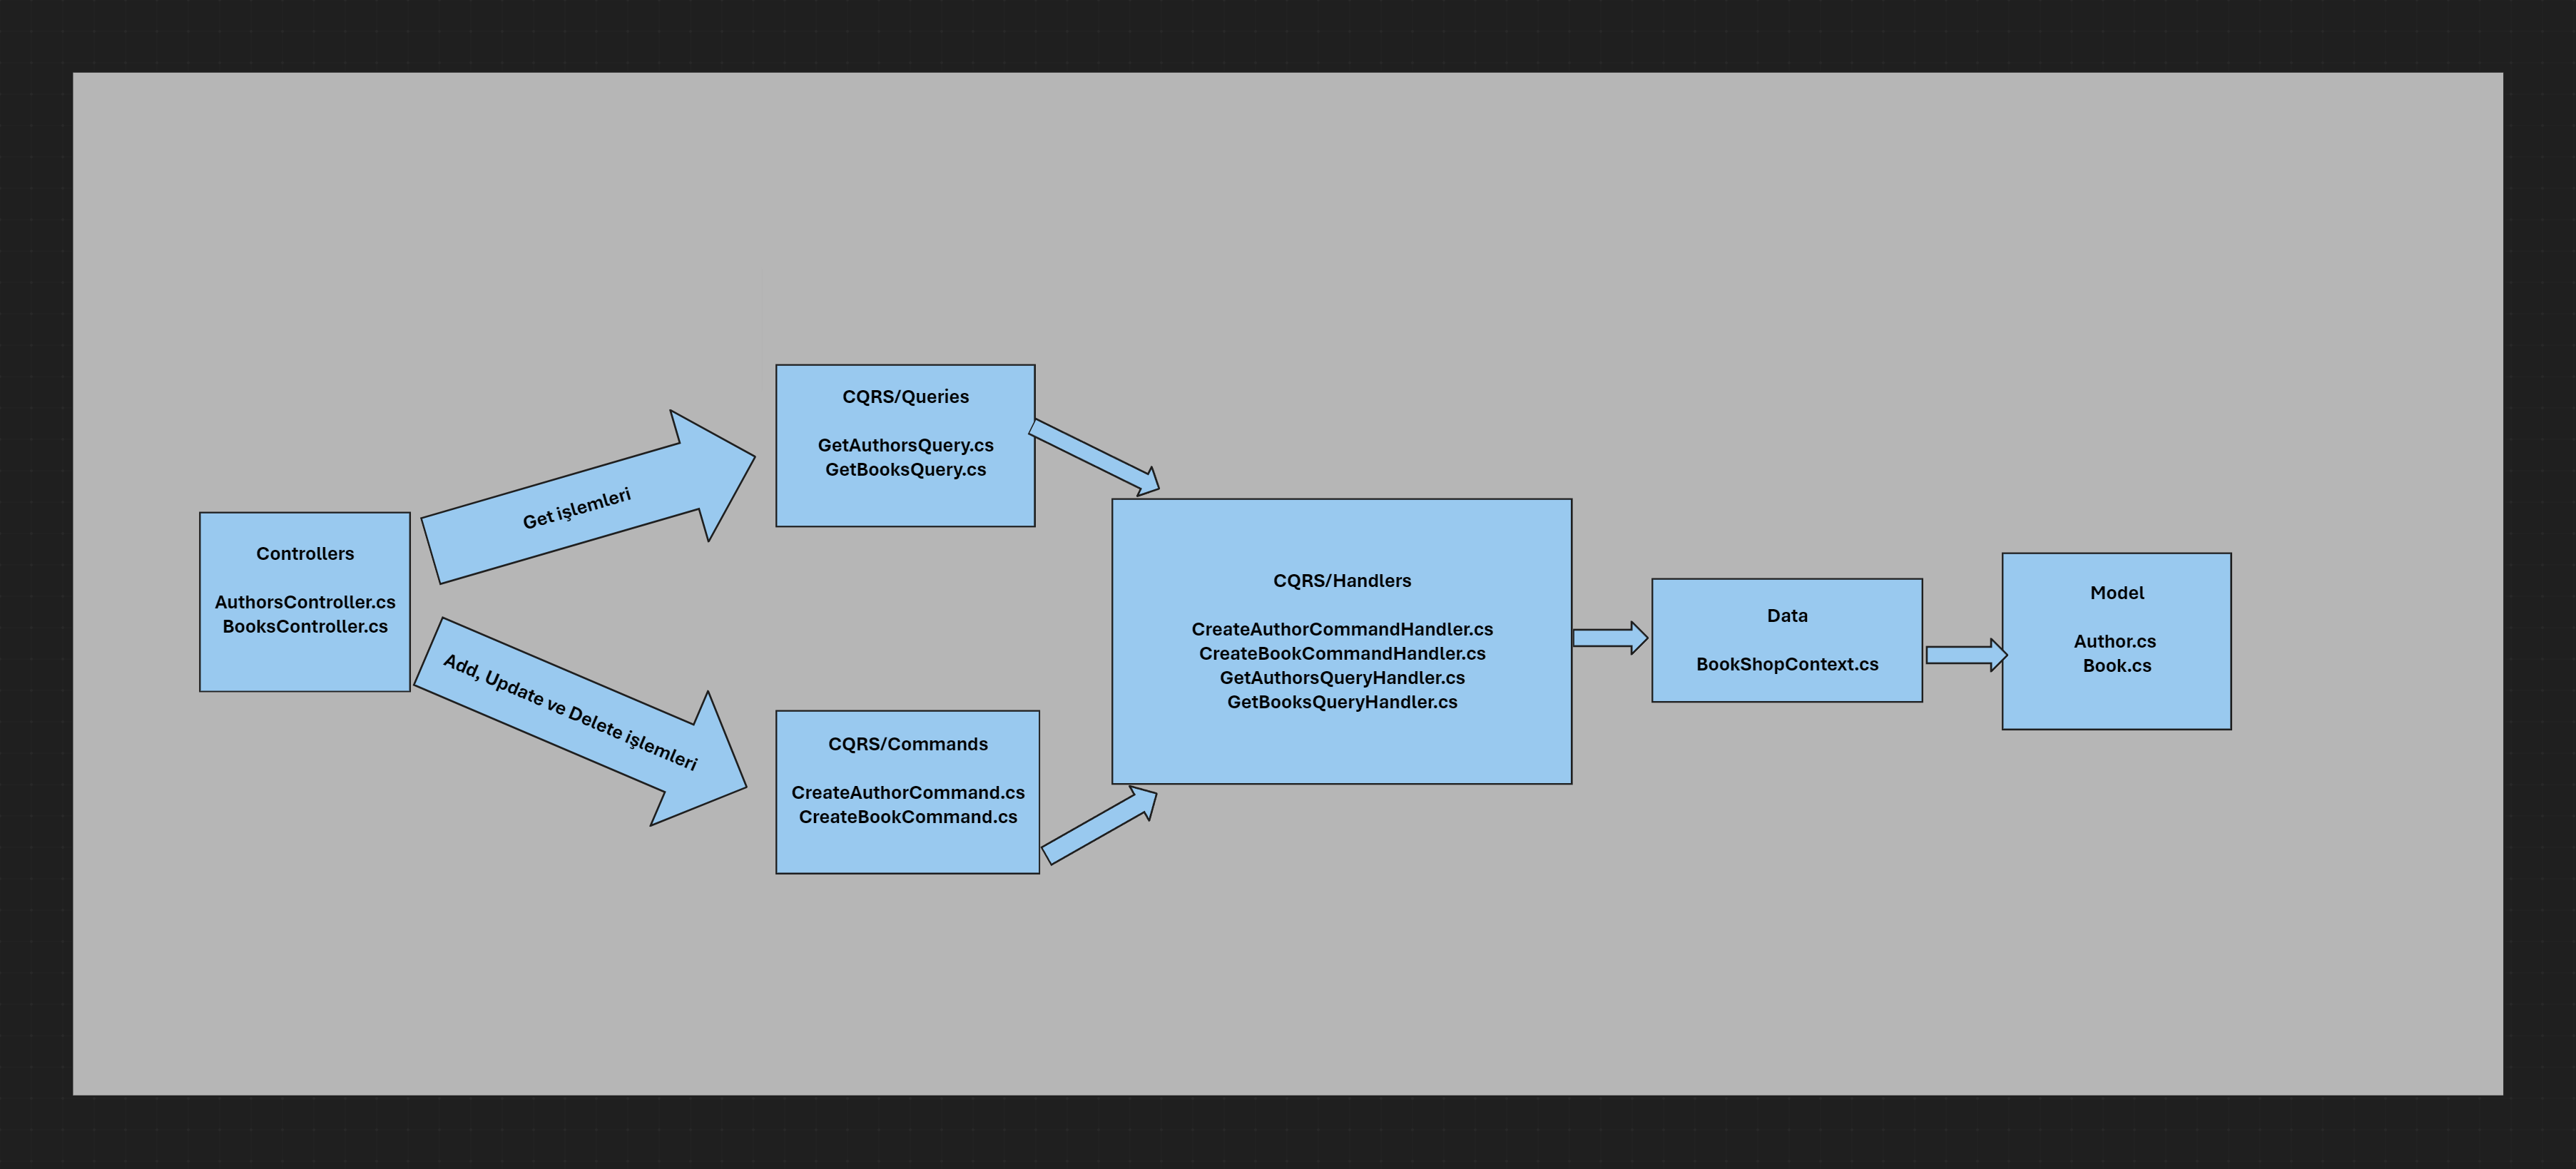 Controllers
AuthorsController.cs
BooksController.cs
Get işlemleri
Add, Update ve Delete işlemleri
CQRS/Queries
GetAuthorsQuery.cs
GetBooksQuery.cs
CQRS/Commands
CreateAuthorCommand.cs
CreateBookCommand.cs
CQRS/Handlers
CreateAuthorCommandHandler.cs
CreateBookCommandHandler.cs
GetAuthorsQueryHandler.cs
GetBooksQueryHandler.cs
Data
BookShopContext.cs
Model
Author.cs
Book.cs